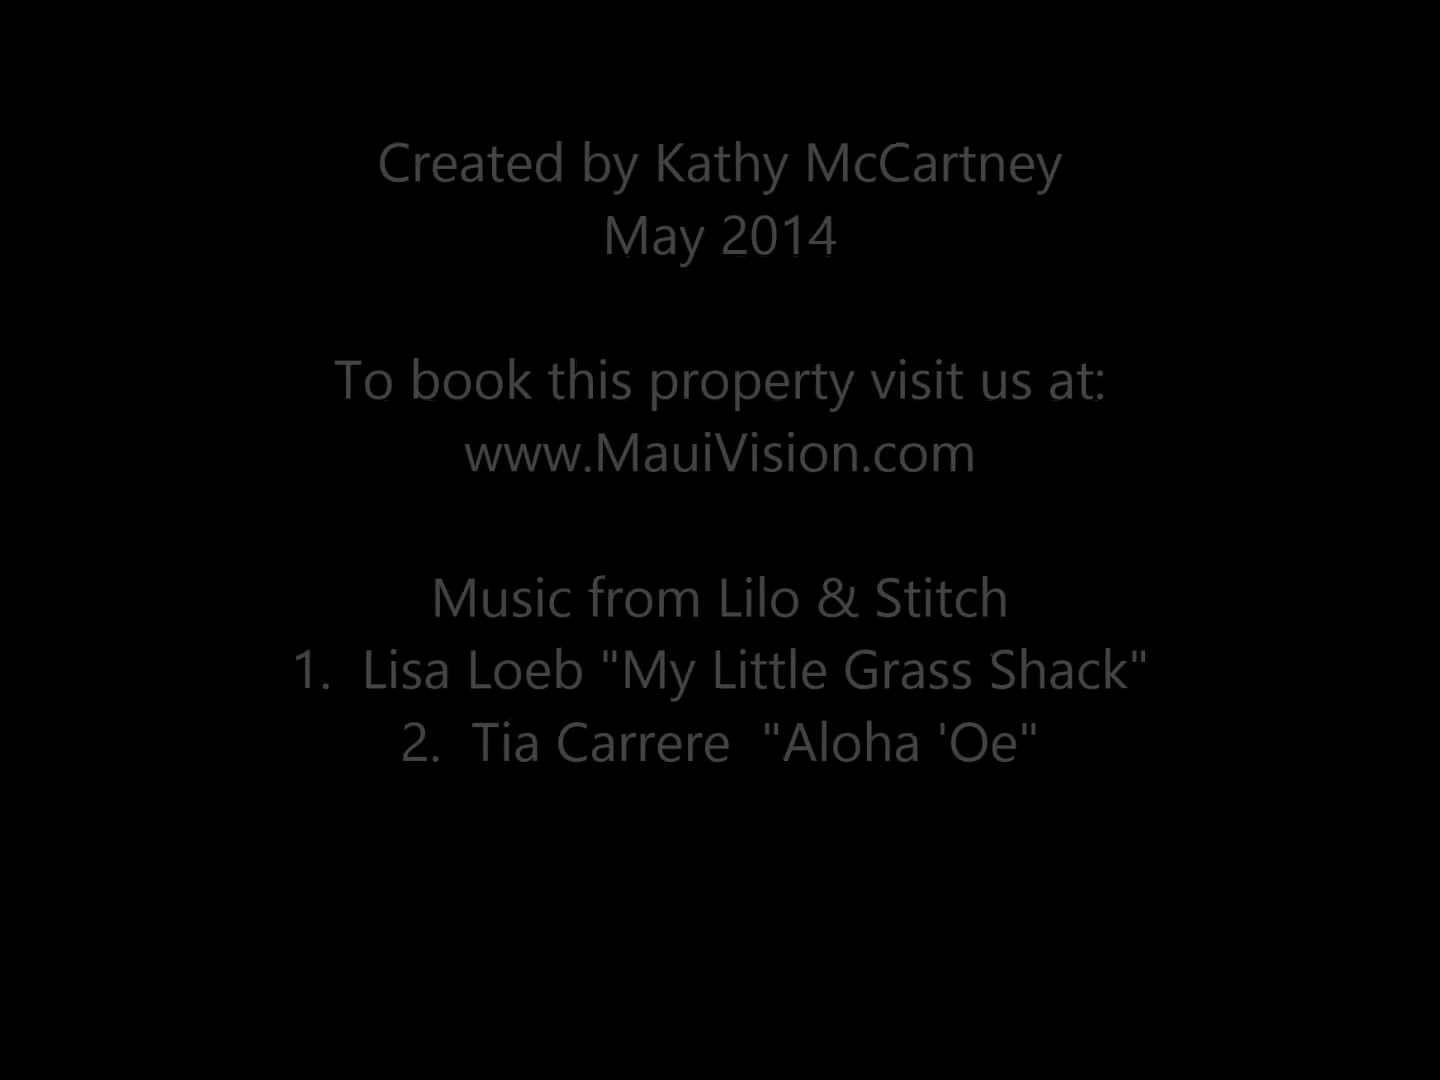 Created by Kathy McCartney
May 2014
To book this property visit us at:
www.MauiVision.com
Music from Lilo & Stitch
1.  Lisa Loeb "My Little Grass Shack"
2.  Tia Carrere  "Aloha 'Oe"